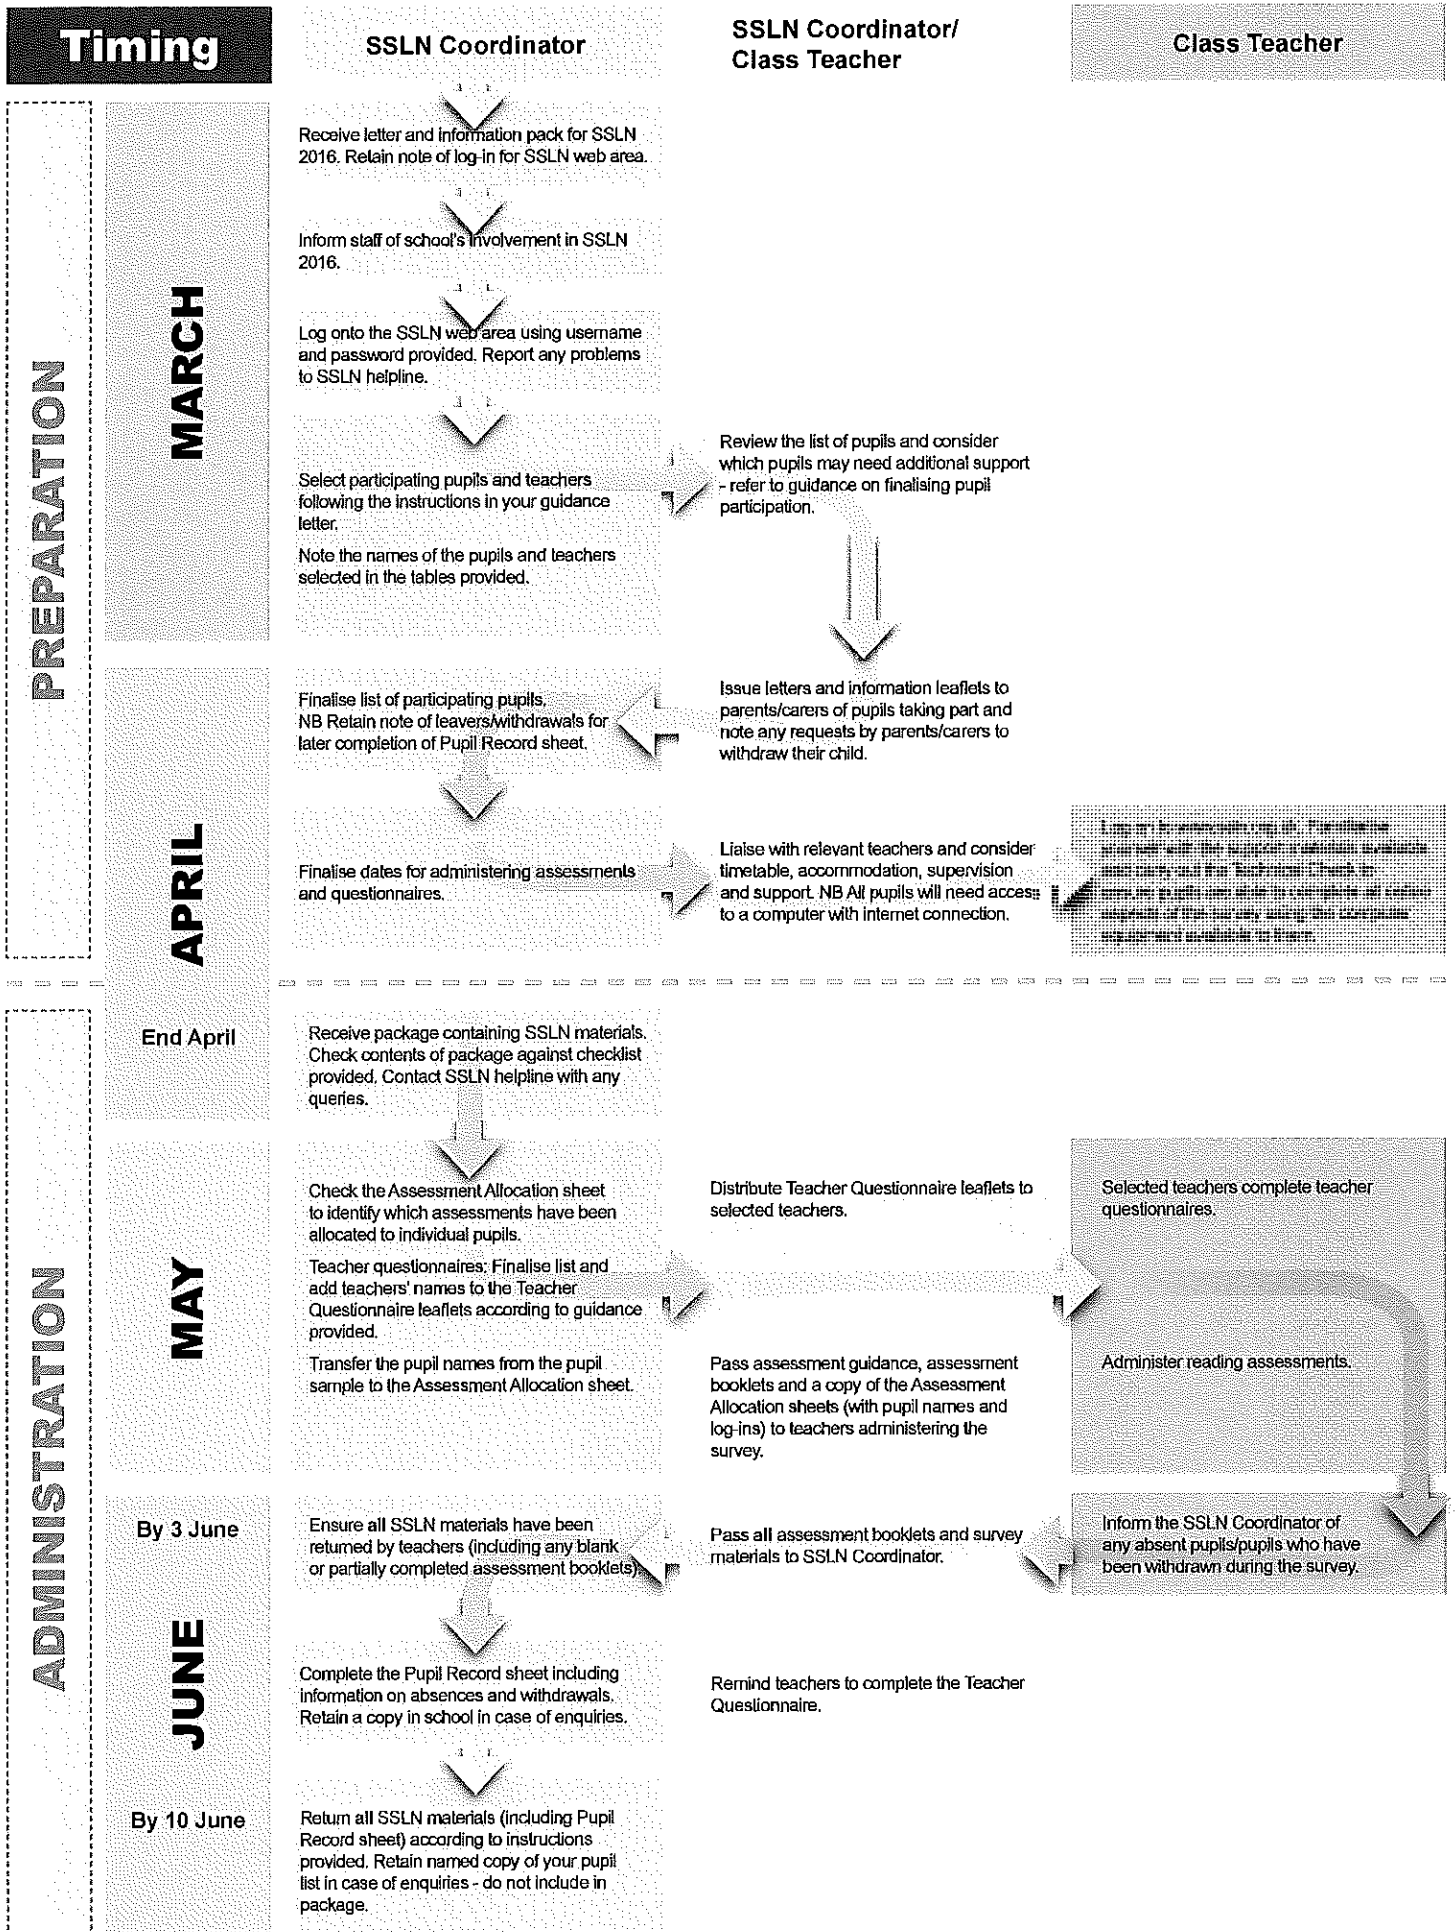 Timing
SSLN Coordinator
SSLN Coordinator/
Class Teacher
Class Teacher
PREPARATION
MARCH
Receive letter and information pack for SSLN
2016. Retain note of log-in for SSLN web area.
Inform staff of school's involvement in SSLN
2016.
Log onto the SSLN web area using username
and password provided. Report any problems
to SSLN helpline.
Select participating pupils and teachers
following the instructions in your guidance
letter.
Note the names of the pupils and teachers
selected in the tables provided.
Review the list of pupils and consider
which pupils may need additional support
- refer to guidance on finalising pupil
participation.
APRIL
Issue letters and information leaflets to
parents/carers of pupils taking part and
note any requests by parents/carers to
withdraw their child.
Finalise list of participating pupils.
NB Retain note of leavers/withdrawals for
later completion of Pupil Record sheet.
Finalise dates for administering assessments
and questionnaires.
Liaise with relevant teachers and consider
timetable, accommodation, supervision
and support. NB All pupils will need access
to a computer with internet connection.
ADMINISTRATION
End April
Receive package containing SSLN materials.
Check contents of package against checklist
provided. Contact SSLN helpline with any
queries.
MAY
Check the Assessment Allocation sheet
to identify which assessments have been
allocated to individual pupils.
Teacher questionnaires: Finalise list and
add teachers' names to the Teacher
Questionnaire leaflets according to guidance
provided.
Transfer the pupil names from the pupil
sample to the Assessment Allocation sheet.
Distribute Teacher Questionnaire leaflets to
selected teachers.
Pass assessment guidance, assessment
booklets and a copy of the Assessment
Allocation sheets (with pupil names and
log-ins) to teachers administering the
survey.
Selected teachers complete teacher
questionnaires.
Administer reading assessments.
By 3 June
JUNE
Ensure all SSLN materials have been
returned by teachers (including any blank
or partially completed assessment booklets).
Pass all assessment booklets and survey
materials to SSLN Coordinator.
Inform the SSLN Coordinator of
any absent pupils/pupils who have
been withdrawn during the survey.
Complete the Pupil Record sheet including
information on absences and withdrawals.
Retain a copy in school in case of enquiries.
Remind teachers to complete the Teacher
Questionnaire.
By 10 June
Return all SSLN materials (including Pupil
Record sheet) according to instructions
provided. Retain named copy of your pupil
list in case of enquiries - do not include in
package.